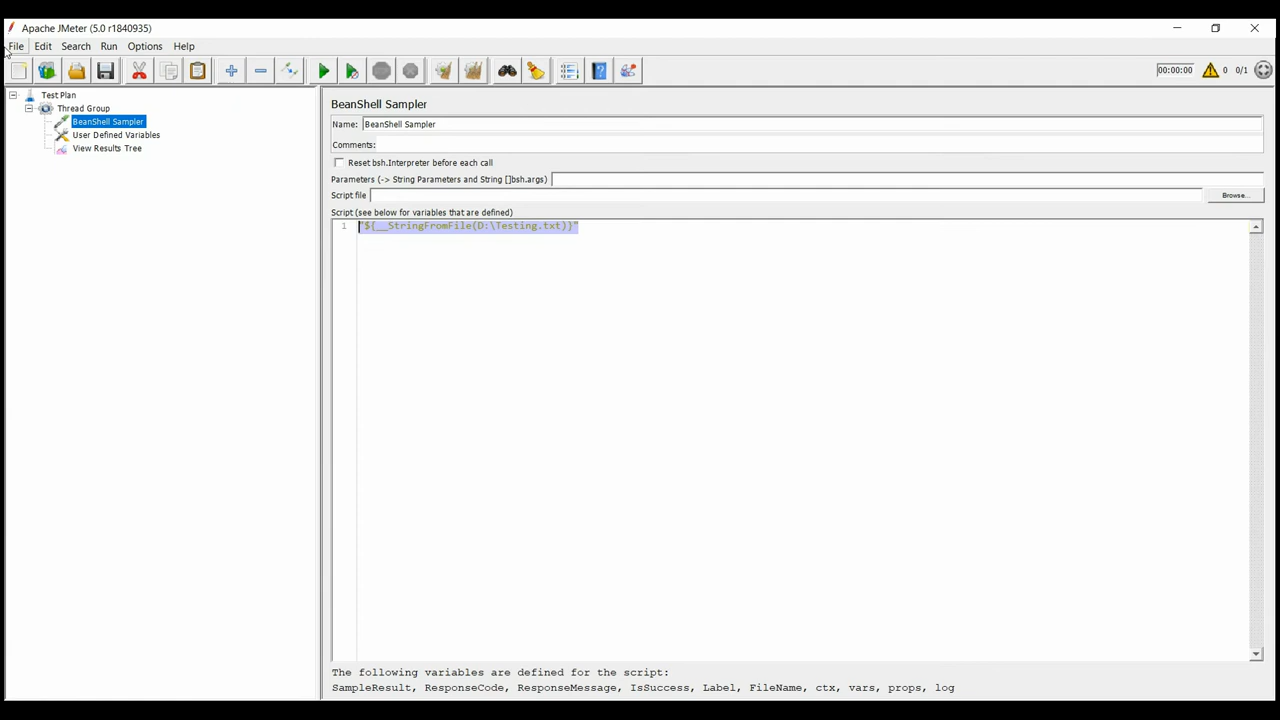 Apache JMeter (5.0 r1840935)
File Edit Search Run Options Help
00:00:00 0 0/1
Test Plan
Thread Group
BeanShell Sampler
User Defined Variables
View Results Tree
BeanShell Sampler
Name: BeanShell Sampler
Comments:
Reset bsh.Interpreter before each call
Parameters (-> String Parameters and String []bsh.args)
Script file Browse...
Script (see below for variables that are defined)
1 "${__StringFromFile(D:\Testing.txt)}"
The following variables are defined for the script:
SampleResult, ResponseCode, ResponseMessage, IsSuccess, Label, FileName, ctx, vars, props, log